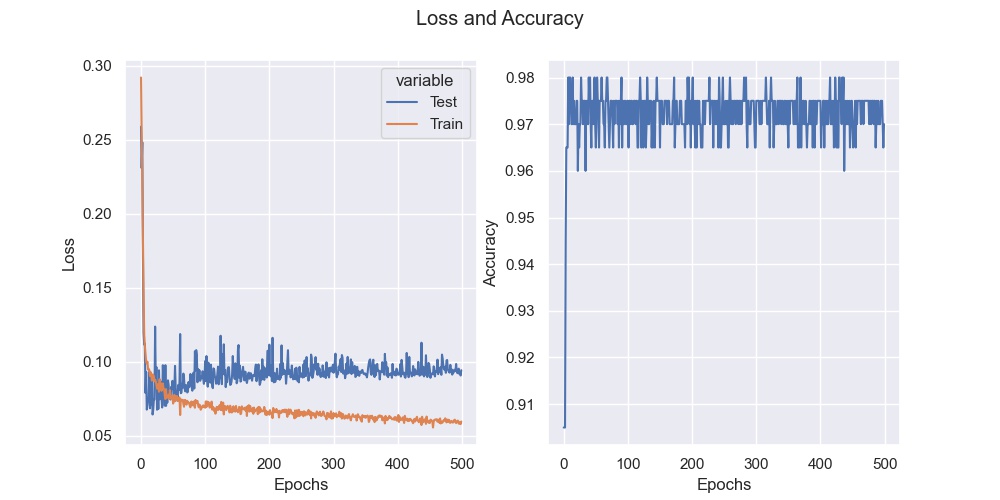 Loss and Accuracy
0.30
0.25
0.20
0.15
0.10
0.05
Loss
variable
Test
Train
0 100 200 300 400 500
Epochs
0.98
0.97
0.96
0.95
0.94
0.93
0.92
0.91
Accuracy
0 100 200 300 400 500
Epochs